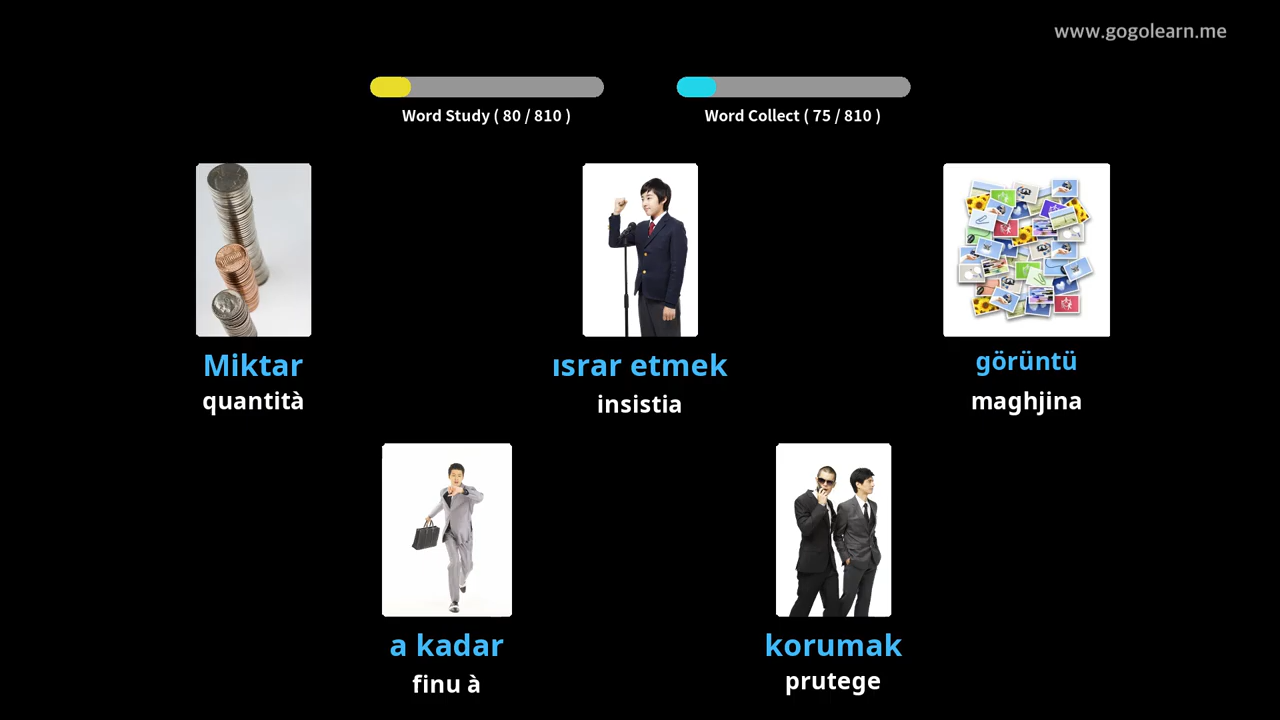 www.gogolearn.me
Word Study ( 80 / 810 )
Word Collect ( 75 / 810 )
Miktar
quantità
ısrar etmek
insistia
görüntü
maghjina
a kadar
finu à
korumak
prutege